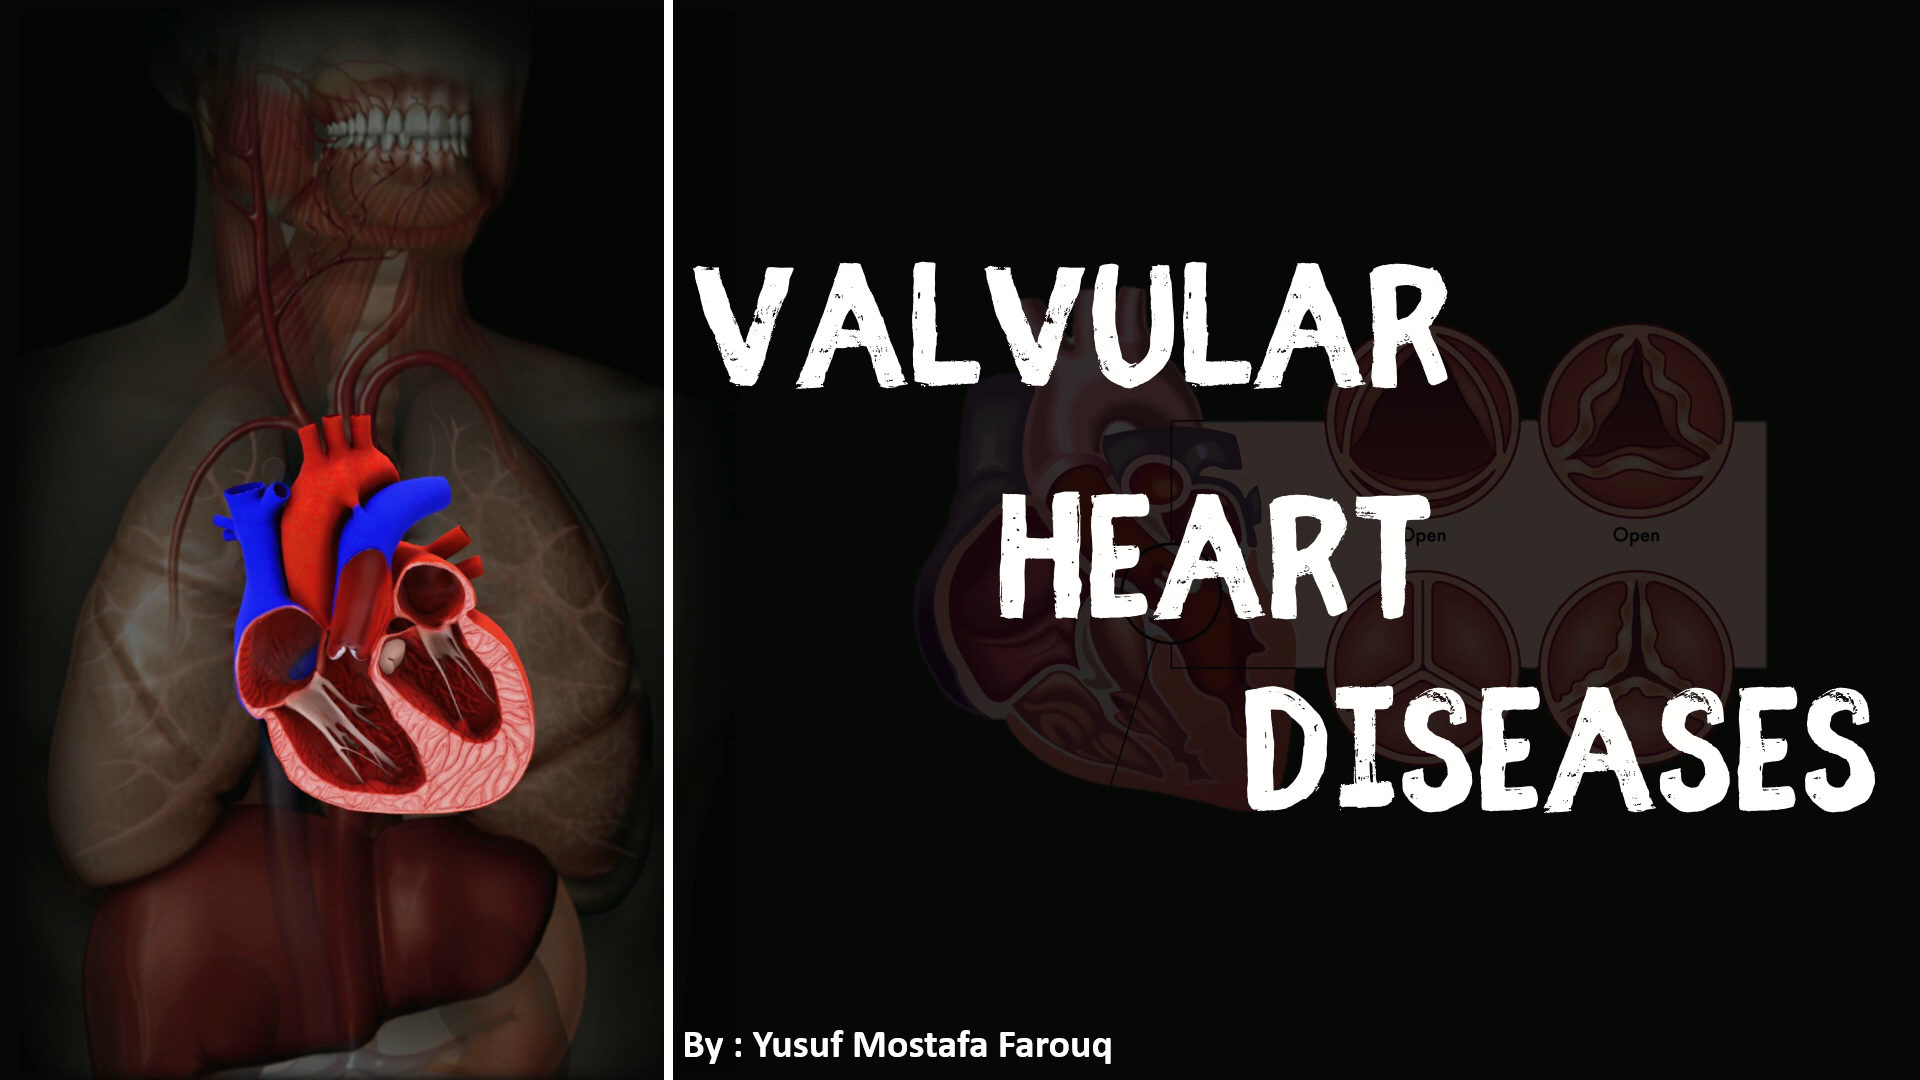 VALVULAR
HEART
DISEASES
Open
Open
By : Yusuf Mostafa Farouq